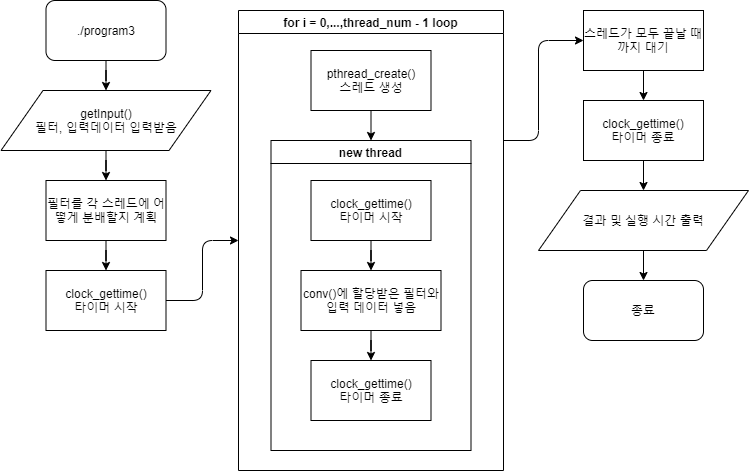 ./program3
getInput()
필터, 입력데이터 입력받음
필터를 각 스레드에 어
떻게 분배할지 계획
clock_gettime()
타이머 시작
for i = 0,...,thread_num - 1 loop
pthread_create()
스레드 생성
new thread
clock_gettime()
타이머 시작
conv()에 할당받은 필터와
입력 데이터 넣음
clock_gettime()
타이머 종료
스레드가 모두 끝날 때
까지 대기
clock_gettime()
타이머 종료
결과 및 실행 시간 출력
종료